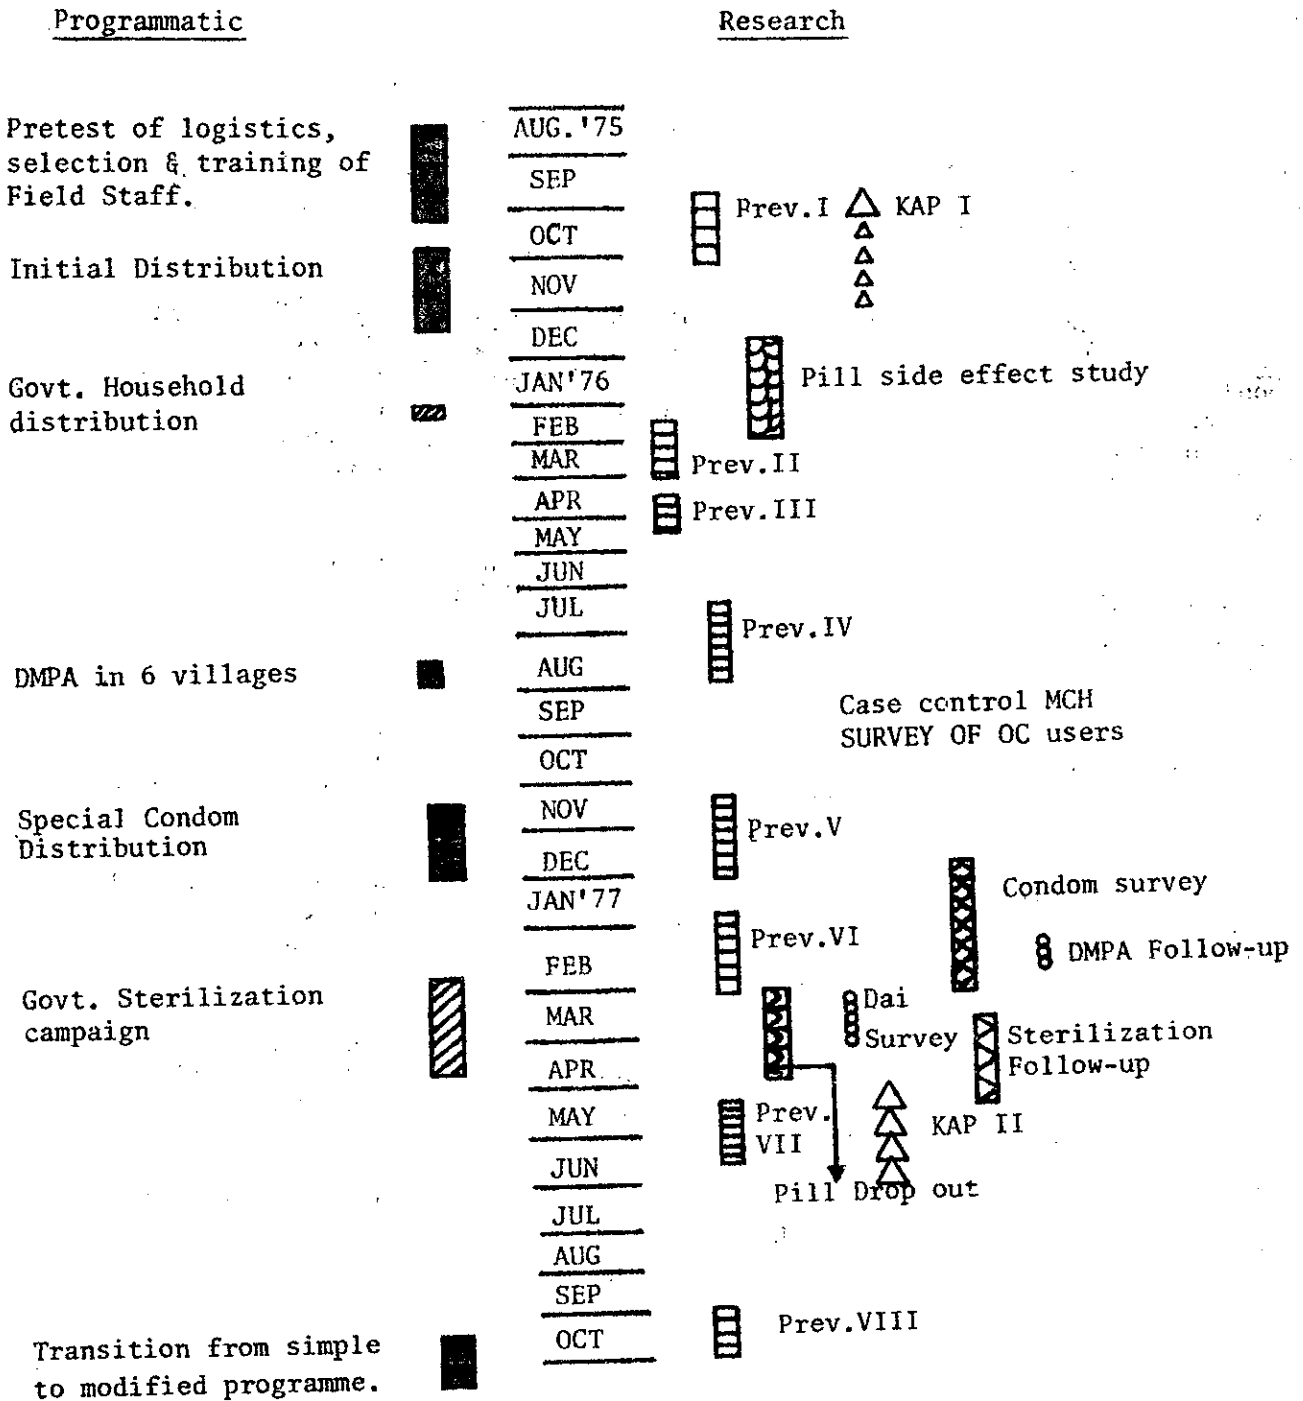 Programmatic
Research
Pretest of logistics,
selection & training of
Field Staff.
Initial Distribution
Govt. Household
distribution
DMPA in 6 villages
Special Condom
Distribution
Govt. Sterilization
campaign
Transition from simple
to modified programme.
AUG.'75
SEP
OCT
NOV
DEC
JAN'76
FEB
MAR
APR
MAY
JUN
JUL
AUG
SEP
OCT
NOV
DEC
JAN'77
FEB
MAR
APR
MAY
JUN
JUL
AUG
SEP
OCT
Prev.I
KAP I
Pill side effect study
Prev.II
Prev.III
Prev.IV
Case control MCH
SURVEY OF OC users
Prev.V
Condom survey
Prev.VI
DMPA Follow-up
Dai
Survey
Sterilization
Follow-up
Prev.
VII
KAP II
Pill Drop out
Prev.VIII